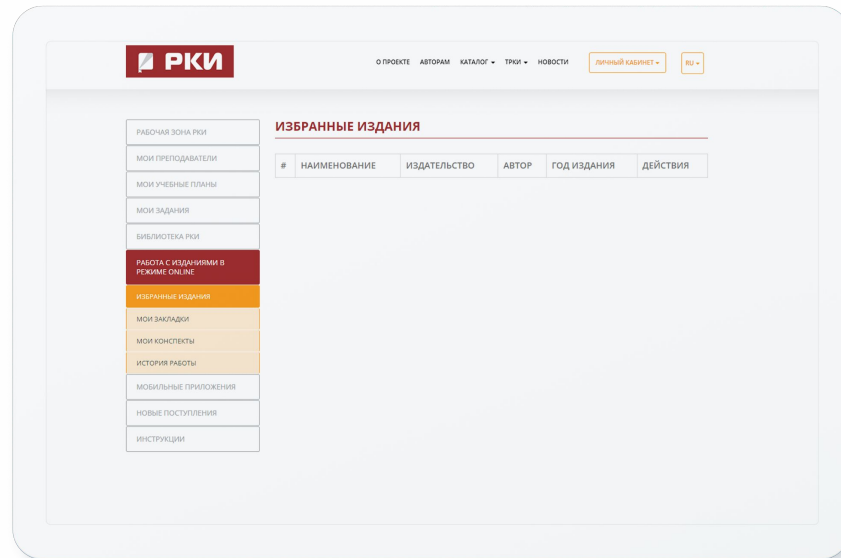 РКИ
О ПРОЕКТЕ АВТОРАМ КАТАЛОГ ТРКИ НОВОСТИ ЛИЧНЫЙ КАБИНЕТ RU
РАБОЧАЯ ЗОНА РКИ
МОИ ПРЕПОДАВАТЕЛИ
МОИ УЧЕБНЫЕ ПЛАНЫ
МОИ ЗАДАНИЯ
БИБЛИОТЕКА РКИ
РАБОТА С ИЗДАНИЯМИ В
РЕЖИМЕ ONLINE
ИЗБРАННЫЕ ИЗДАНИЯ
МОИ ЗАКЛАДКИ
МОИ КОНСПЕКТЫ
ИСТОРИЯ РАБОТЫ
МОБИЛЬНЫЕ ПРИЛОЖЕНИЯ
НОВЫЕ ПОСТУПЛЕНИЯ
ИНСТРУКЦИИ
ИЗБРАННЫЕ ИЗДАНИЯ
# НАИМЕНОВАНИЕ ИЗДАТЕЛЬСТВО АВТОР ГОД ИЗДАНИЯ ДЕЙСТВИЯ